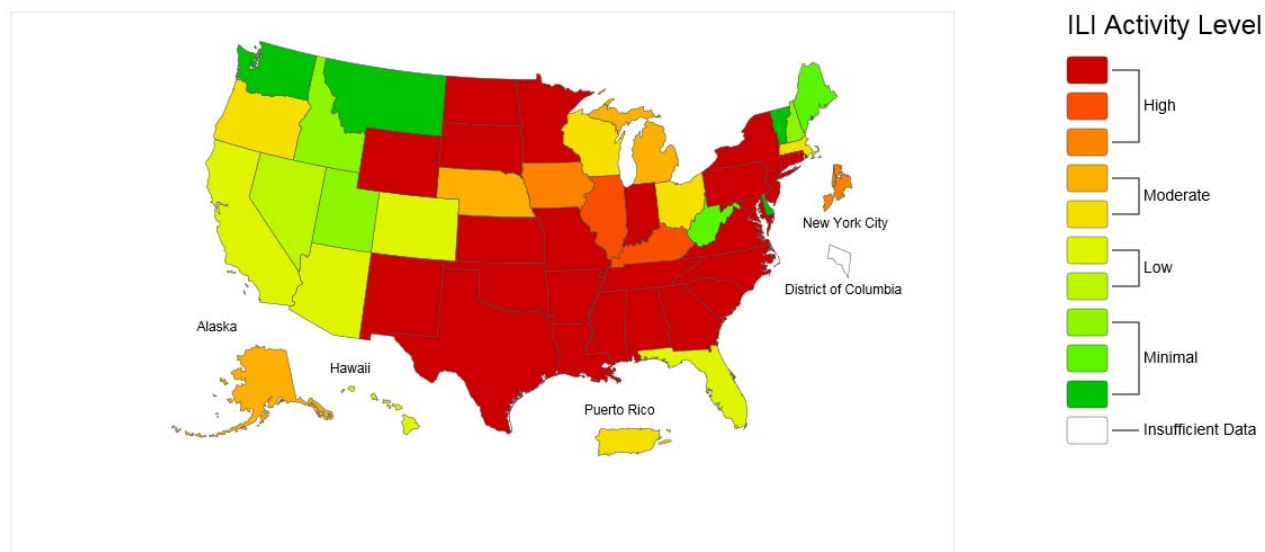 ILI Activity Level
High
Moderate
New York City
Low
District of Columbia
Alaska
Hawaii
Minimal
Puerto Rico
Insufficient Data